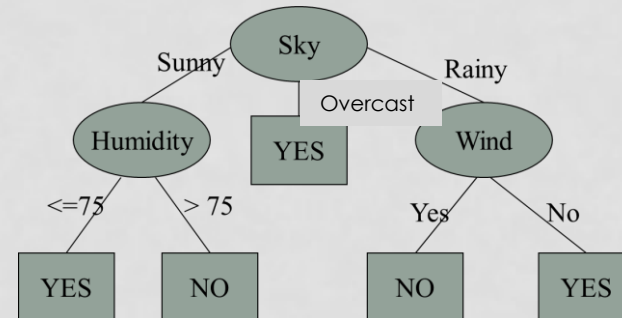 Sky
Sunny
Rainy
Overcast
Humidity
YES
Wind
<=75
> 75
Yes
No
YES
NO
NO
YES